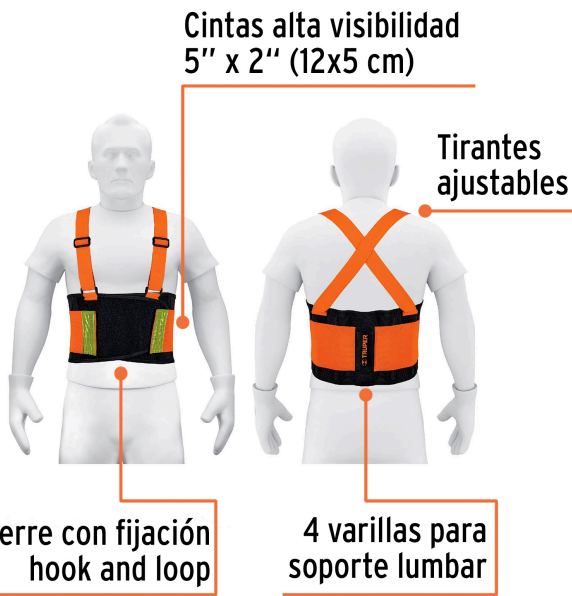 Cintas alta visibilidad
5" x 2" (12x5 cm)
Tirantes
ajustables
TRUPER
erre con fijación
hook and loop
4 varillas para
soporte lumbar